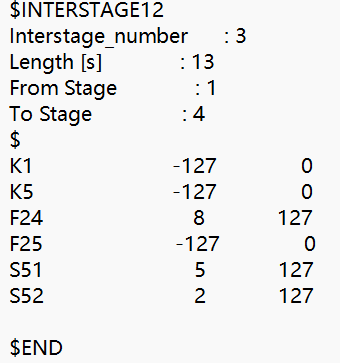 $INTERSTAGE12
Interstage_number : 3
Length [s] : 13
From Stage : 1
To Stage : 4
$
K1 -127 0
K5 -127 0
F24 8 127
F25 -127 0
S51 5 127
S52 2 127
$END